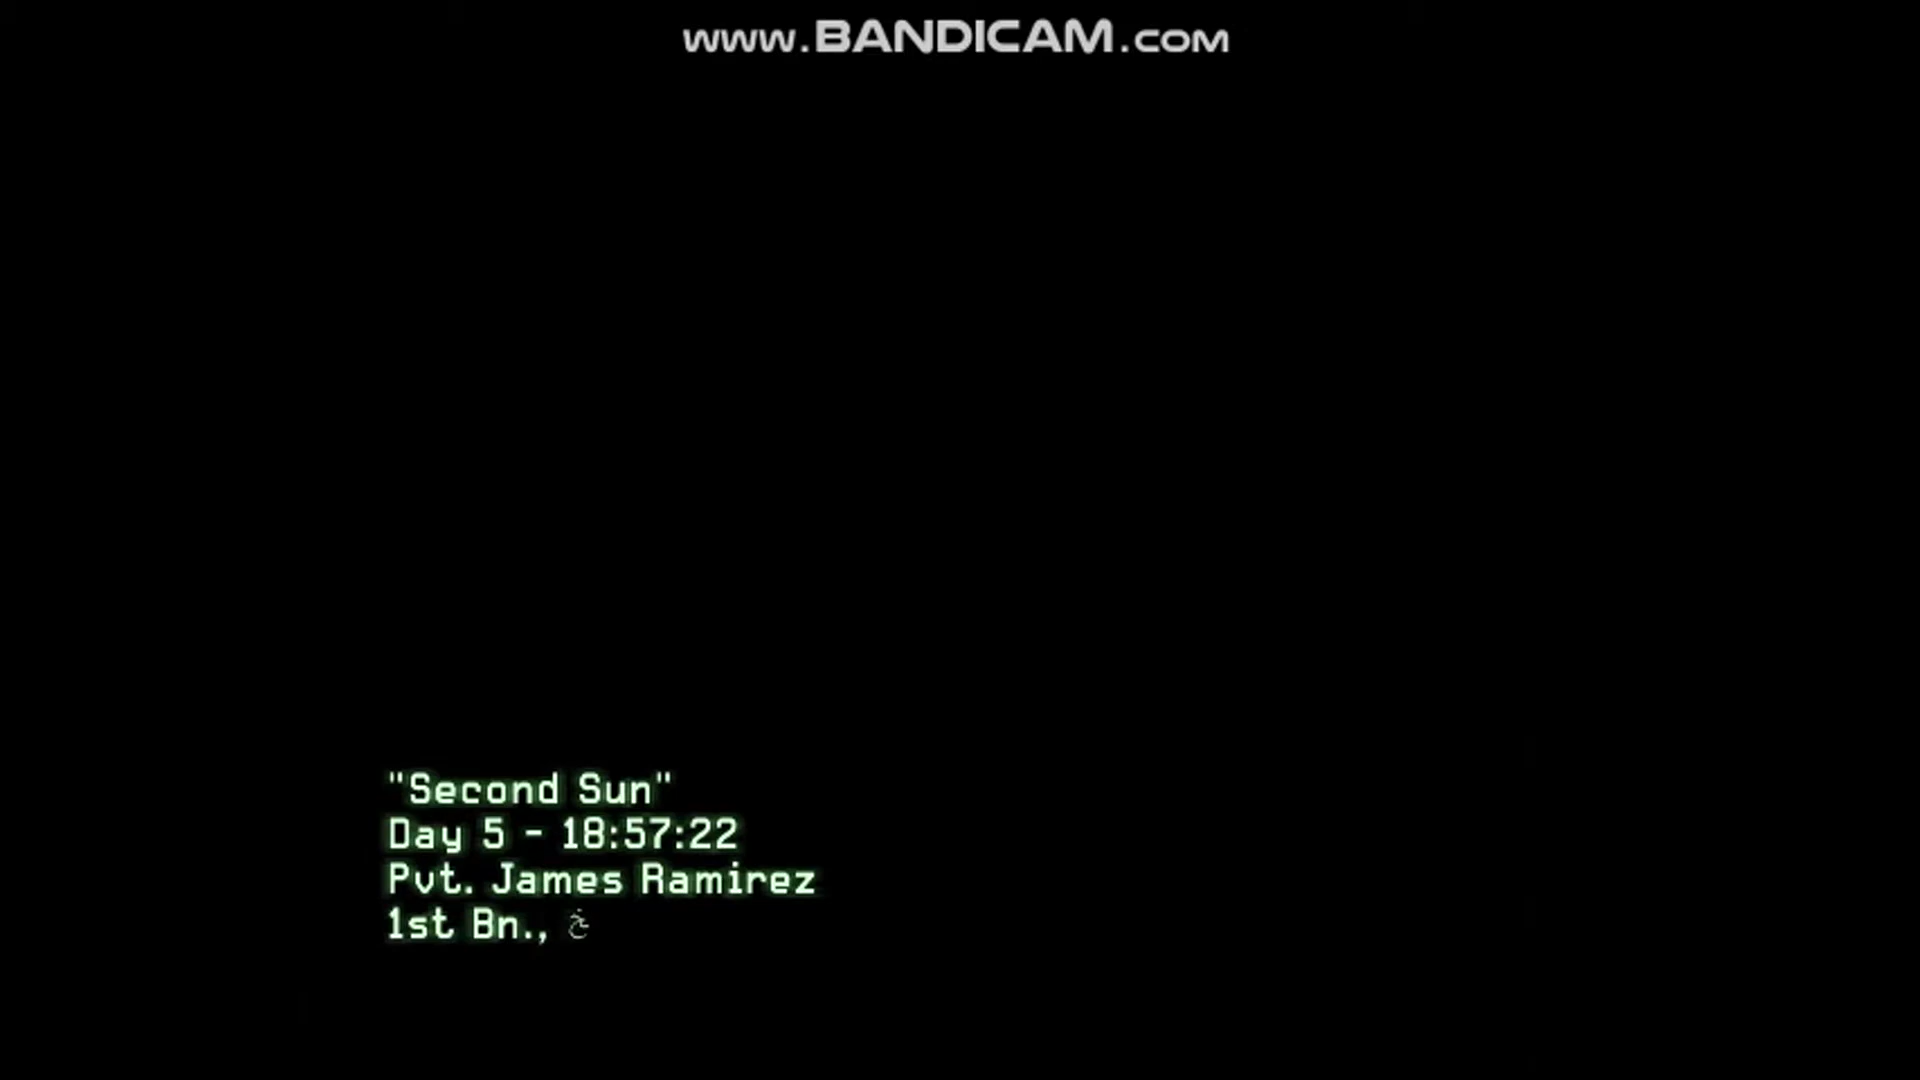 www.BANDICAM.com
"Second Sun"
Day 5 - 18:57:22
Pvt. James Ramirez
1st Bn.,